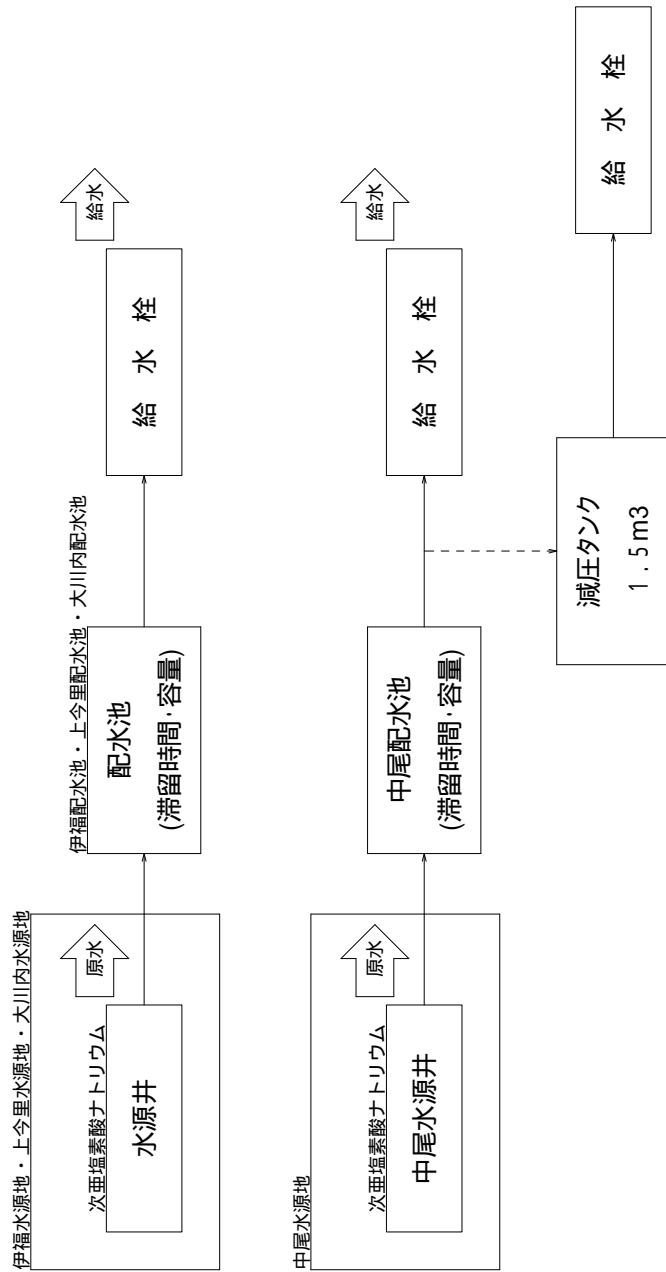 伊福水源地・上今里水源地・大川内水源地
次亜塩素酸ナトリウム
水源井
原水
伊福配水池・上今里配水池・大川内配水池
配水池
(滞留時間・容量)
給 水 栓
給水
中尾水源地
次亜塩素酸ナトリウム
中尾水源井
原水
中尾配水池
(滞留時間・容量)
給 水 栓
給水
減圧タンク
1.5m3
給 水 栓